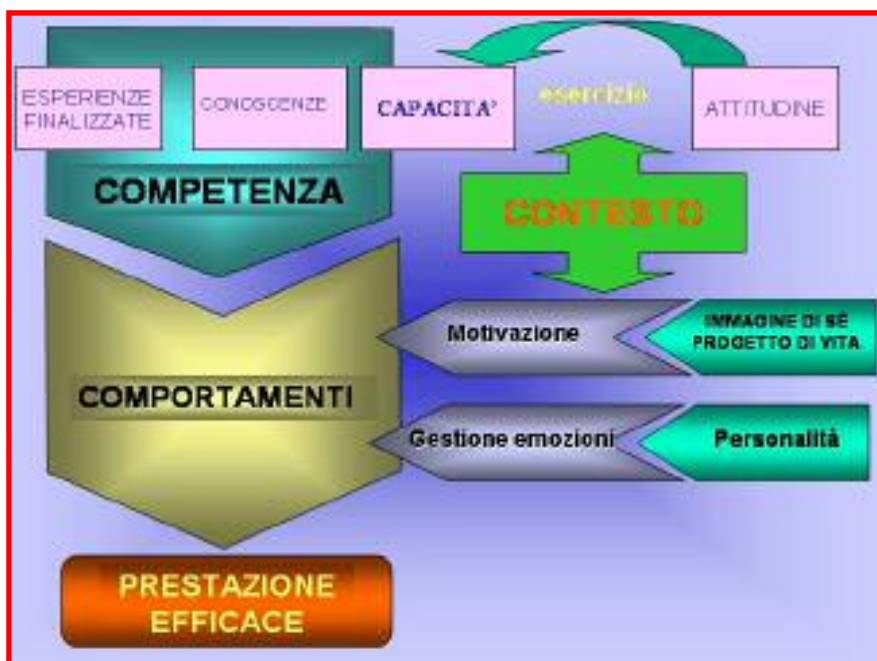 ESPERIENZE
FINALIZZATE
CONOSCENZE
CAPACITA'
esercizio
ATTITUDINE
COMPETENZA
CONTESTO
Motivazione
IMMAGINE DI SÉ
PROGETTO DI VITA
COMPORTAMENTI
Gestione emozioni
Personalità
PRESTAZIONE
EFFICACE